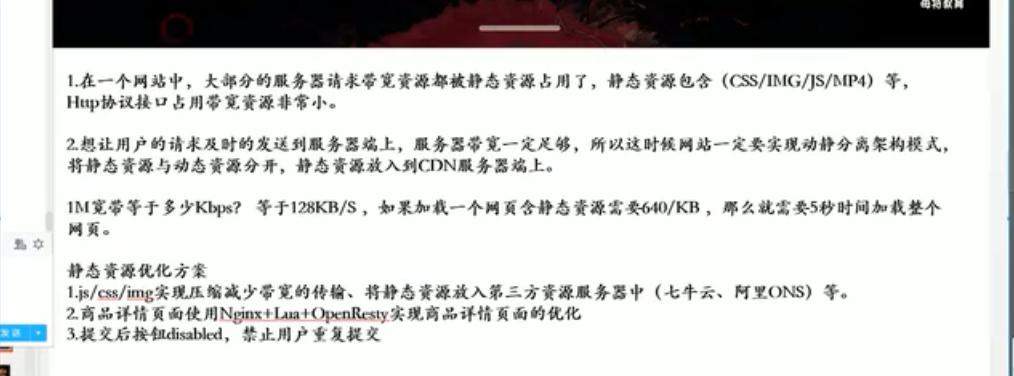 每特教育
1.在一个网站中，大部分的服务器请求带宽资源都被静态资源占用了，静态资源包含（CSS/IMG/JS/MP4）等，
Http协议接口占用带宽资源非常小。
2.想让用户的请求及时的发送到服务器端上，服务器带宽一定足够，所以这时候网站一定要实现动静分离架构模式，
将静态资源与动态资源分开，静态资源放入到CDN服务器端上。
1M宽带等于多少Kbps？ 等于128KB/S ，如果加载一个网页含静态资源需要640/KB ，那么就需要5秒时间加载整个
网页。
静态资源优化方案
1.js/css/img实现压缩减少带宽的传输、将静态资源放入第三方资源服务器中（七牛云、阿里ONS）等。
2.商品详情页面使用Nginx+Lua+OpenResty实现商品详情页面的优化
发送
3.提交后按钮disabled，禁止用户重复提交